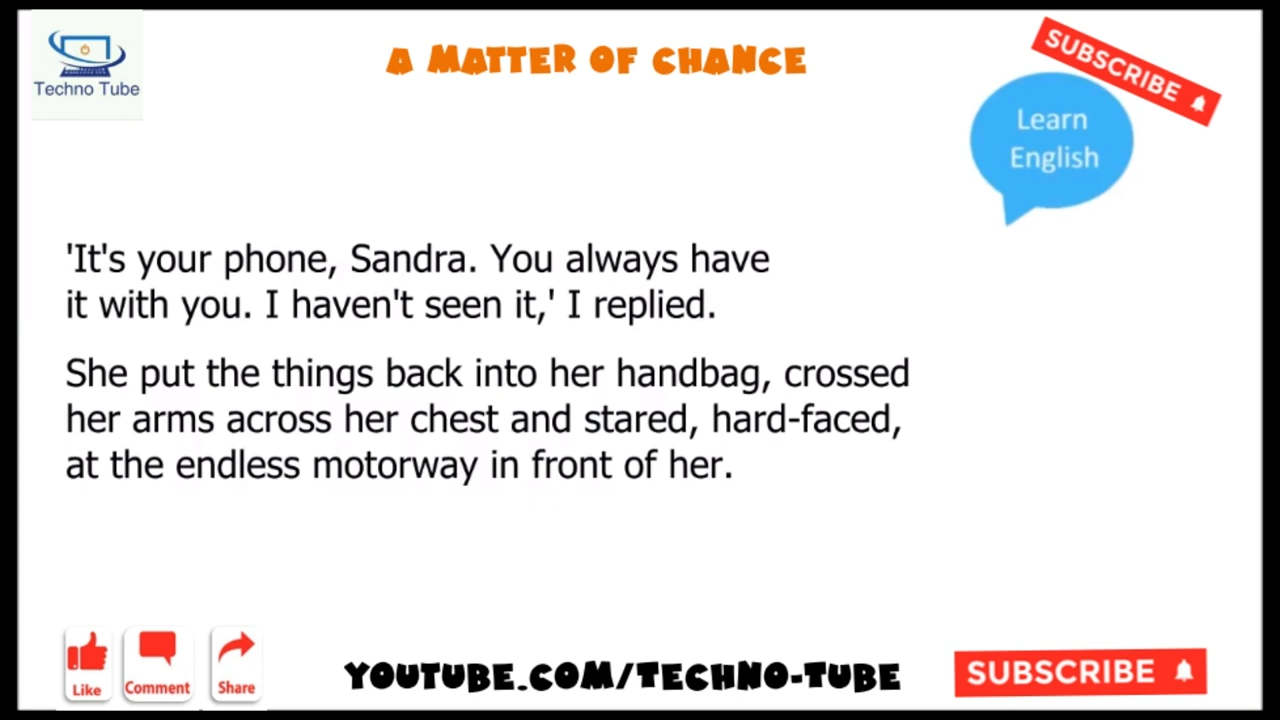 Techno Tube
A MATTER OF CHANCE
SUBSCRIBE
Learn
English
'It's your phone, Sandra. You always have
it with you. I haven't seen it,' I replied.
She put the things back into her handbag, crossed
her arms across her chest and stared, hard-faced,
at the endless motorway in front of her.
Like
Comment
Share
YOUTUBE.COM/TECHNO-TUBE
SUBSCRIBE